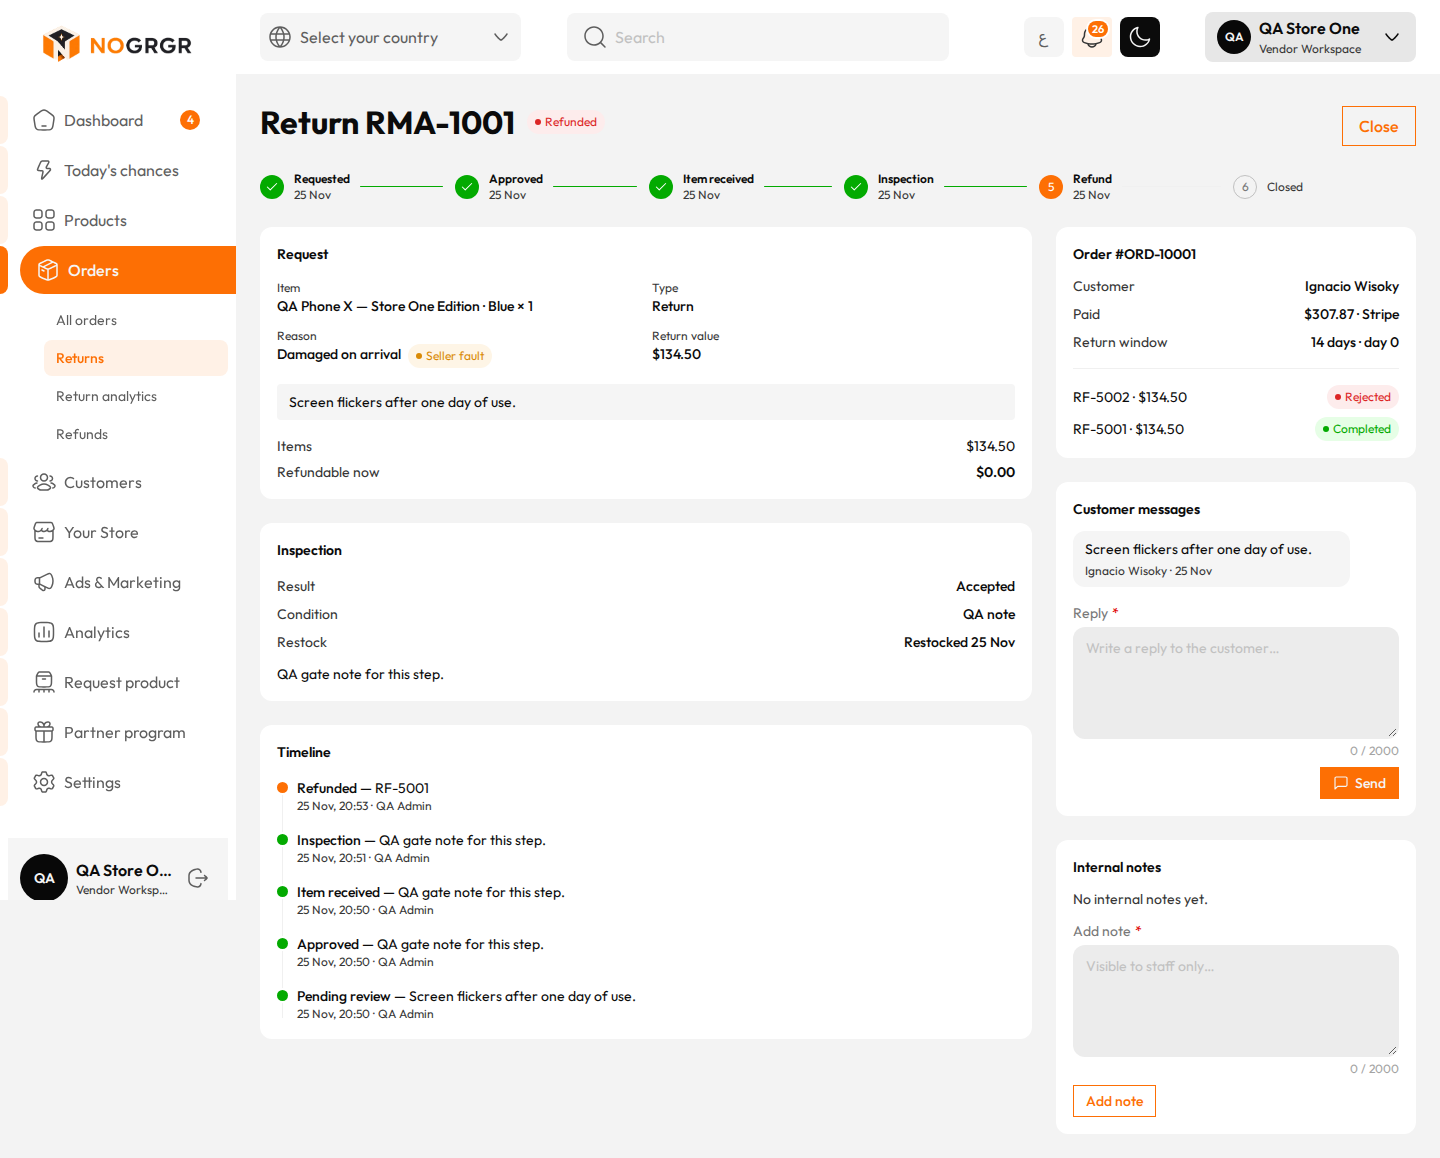 NOGRGR
Select your country
Search
ع
26
QA
QA Store One
Vendor Workspace
Dashboard
4
Today's chances
Products
Orders
All orders
Returns
Return analytics
Refunds
Customers
Your Store
Ads & Marketing
Analytics
Request product
Partner program
Settings
QA
QA Store O...
Vendor Worksp...
Return RMA-1001
Refunded
Close
Requested
25 Nov
Approved
25 Nov
Item received
25 Nov
Inspection
25 Nov
5
Refund
25 Nov
6
Closed
Request
Item
QA Phone X — Store One Edition · Blue × 1
Type
Return
Reason
Damaged on arrival
Seller fault
Return value
$134.50
Screen flickers after one day of use.
Items
$134.50
Refundable now
$0.00
Inspection
Result
Accepted
Condition
QA note
Restock
Restocked 25 Nov
QA gate note for this step.
Timeline
Refunded — RF-5001
25 Nov, 20:53 · QA Admin
Inspection — QA gate note for this step.
25 Nov, 20:51 · QA Admin
Item received — QA gate note for this step.
25 Nov, 20:50 · QA Admin
Approved — QA gate note for this step.
25 Nov, 20:50 · QA Admin
Pending review — Screen flickers after one day of use.
25 Nov, 20:50 · QA Admin
Order #ORD-10001
Customer
Ignacio Wisoky
Paid
$307.87 · Stripe
Return window
14 days · day 0
RF-5002 · $134.50
Rejected
RF-5001 · $134.50
Completed
Customer messages
Screen flickers after one day of use.
Ignacio Wisoky · 25 Nov
Reply *
Write a reply to the customer...
0 / 2000
Send
Internal notes
No internal notes yet.
Add note *
Visible to staff only...
0 / 2000
Add note